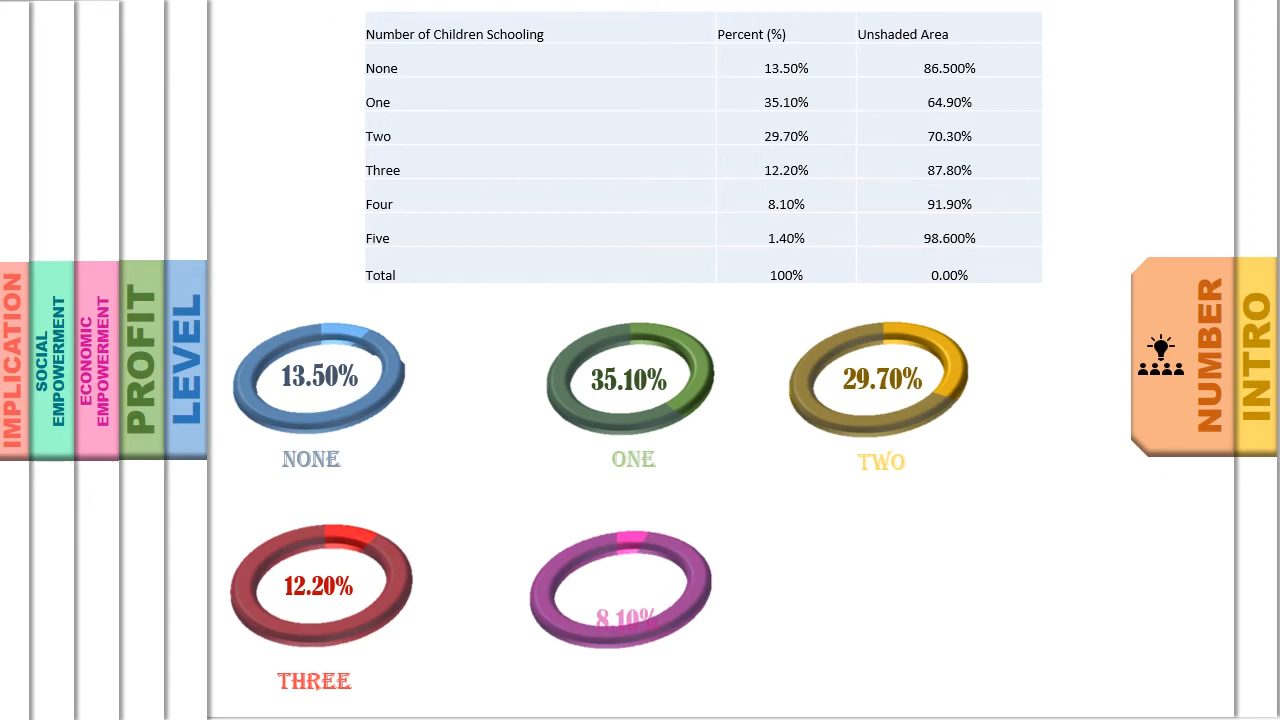 Number of Children Schooling Percent (%) Unshaded Area
None 13.50% 86.500%
One 35.10% 64.90%
Two 29.70% 70.30%
Three 12.20% 87.80%
Four 8.10% 91.90%
Five 1.40% 98.600%
Total 100% 0.00%
IMPLICATION
SOCIAL
EMPOWERMENT
ECONOMIC
EMPOWERMENT
PROFIT
LEVEL
13.50%
NONE
35.10%
ONE
29.70%
TWO
12.20%
THREE
8.10%
NUMBER
INTRO